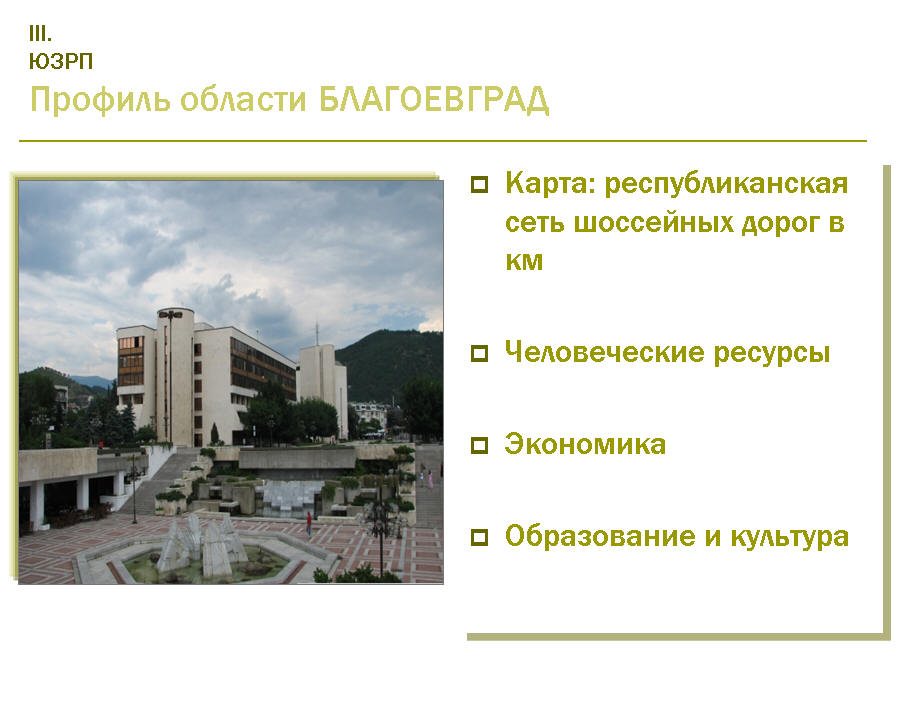 III.
ЮЗРП
Профиль области БЛАГОЕВГРАД
Карта: республиканская
сеть шоссейных дорог в
км
Человеческие ресурсы
Экономика
Образование и культура